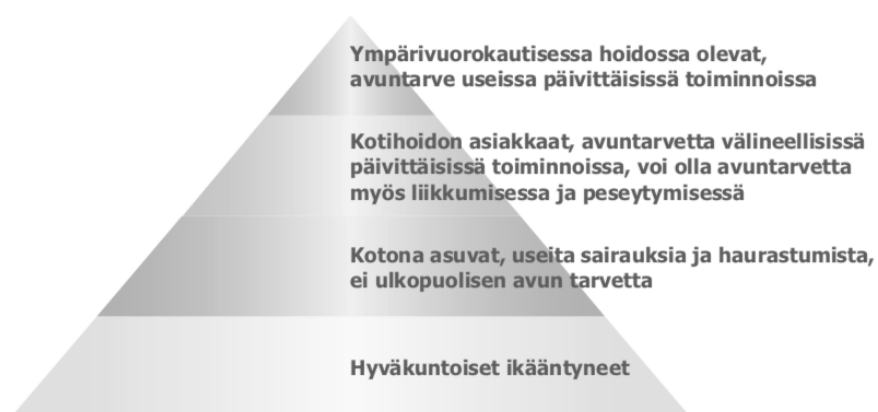 Ympärivuorokautisessa hoidossa olevat,
avuntarve useissa päivittäisissä toiminnoissa
Kotihoidon asiakkaat, avuntarvetta välineellisissä
päivittäisissä toiminnoissa, voi olla avuntarvetta
myös liikkumisessa ja peseytymisessä
Kotona asuvat, useita sairauksia ja haurastumista,
ei ulkopuolisen avun tarvetta
Hyväkuntoiset ikääntyneet